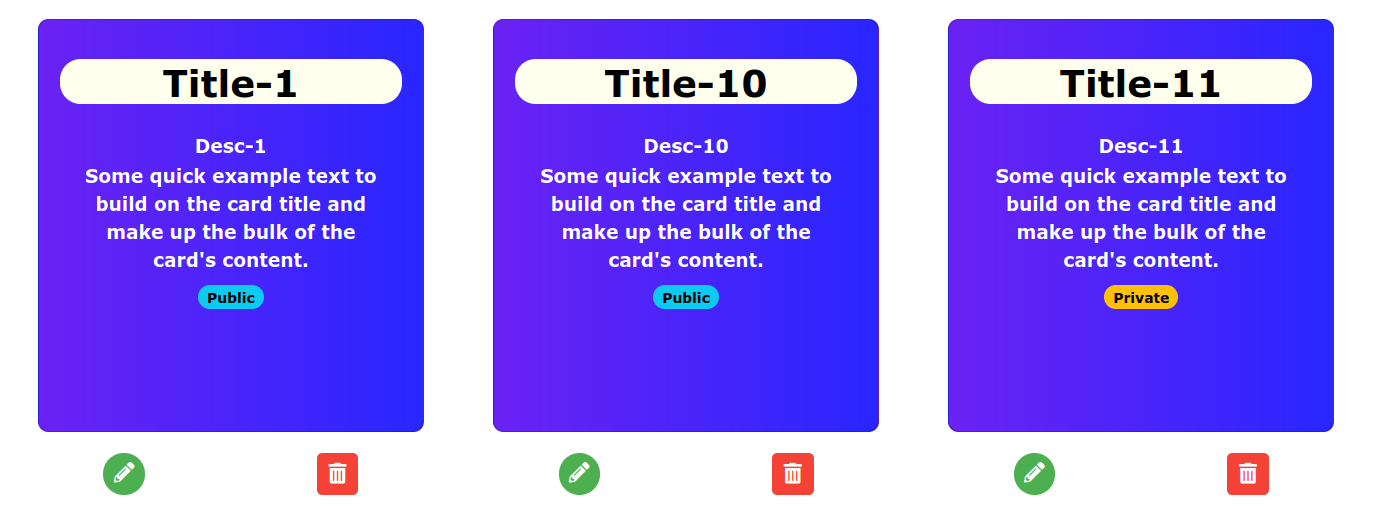 Title-1
Desc-1
Some quick example text to
build on the card title and
make up the bulk of the
card's content.
Public
Title-10
Desc-10
Some quick example text to
build on the card title and
make up the bulk of the
card's content.
Public
Title-11
Desc-11
Some quick example text to
build on the card title and
make up the bulk of the
card's content.
Private